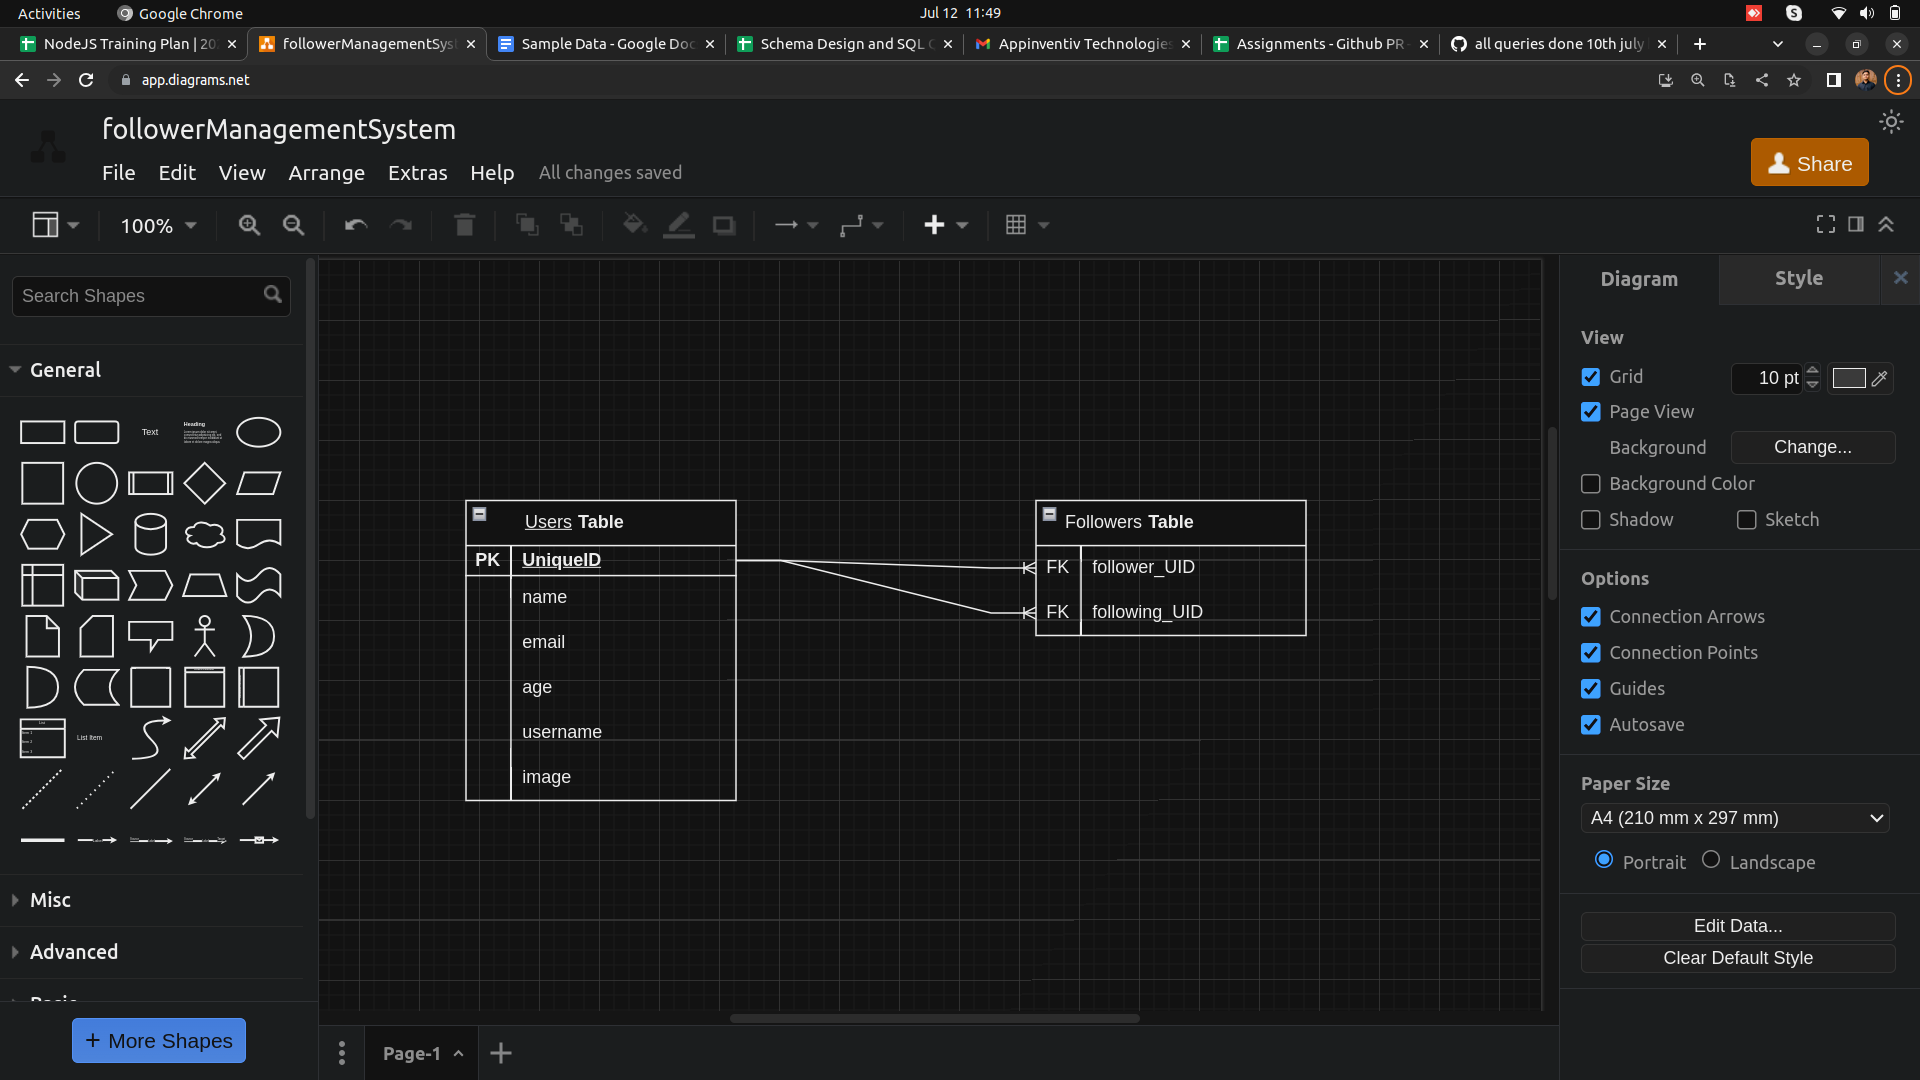 Activities
Google Chrome
Jul 12 11:49
NodeJS Training Plan | 20
followerManagementSyst
Sample Data - Google Doc
Schema Design and SQL
Appinventiv Technologies
Assignments - Github PR -
all queries done 10th july
app.diagrams.net
followerManagementSystem
File Edit View Arrange Extras Help All changes saved
Share
100%
Search Shapes
General
Text
Heading
List Item
Misc
Advanced
Basic
+ More Shapes
Users Table
PK UniqueID
name
email
age
username
image
Followers Table
FK follower_UID
FK following_UID
Page-1
Diagram
Style
View
Grid
10 pt
Page View
Background
Change...
Background Color
Shadow
Sketch
Options
Connection Arrows
Connection Points
Guides
Autosave
Paper Size
A4 (210 mm x 297 mm)
Portrait
Landscape
Edit Data...
Clear Default Style